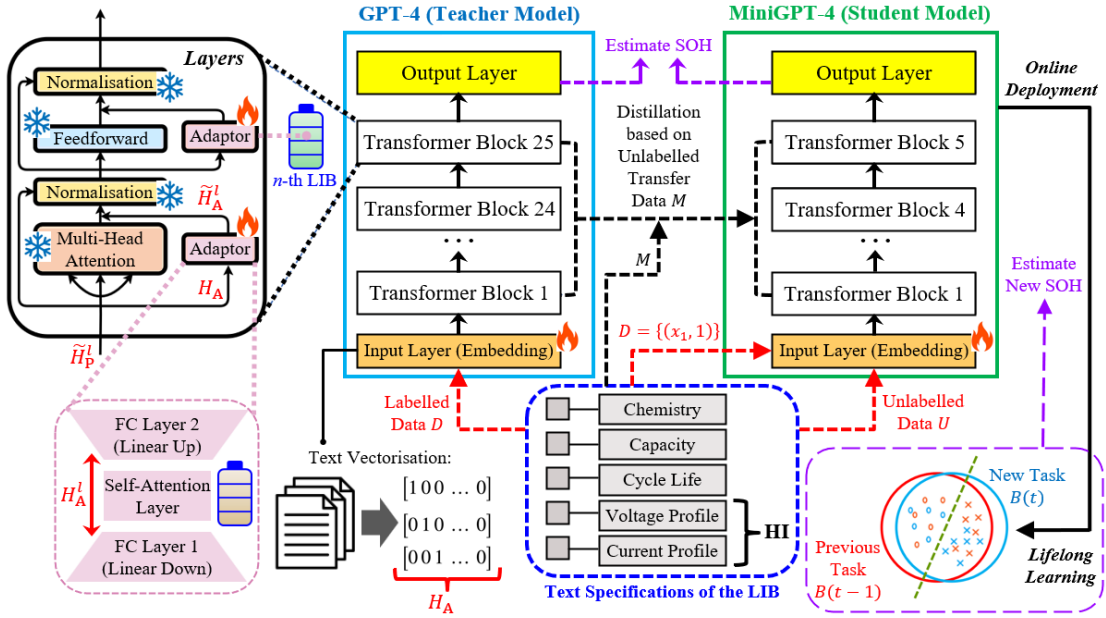 GPT-4 (Teacher Model)
MiniGPT-4 (Student Model)
Layers
Normalisation
Feedforward
Adaptor
n-th LIB
Normalisation
H̃ₐˡ
Multi-Head
Attention
Adaptor
Hₐ
H̃ₚˡ
Output Layer
Transformer Block 25
Transformer Block 24
...
Transformer Block 1
Input Layer (Embedding)
Estimate SOH
Distillation
based on
Unlabelled
Transfer
Data M
M
D = {(x₁, 1)}
Output Layer
Transformer Block 5
Transformer Block 4
...
Transformer Block 1
Input Layer (Embedding)
Online
Deployment
Estimate
New SOH
FC Layer 2
(Linear Up)
Hₐˡ
Self-Attention
Layer
FC Layer 1
(Linear Down)
Text Vectorisation:
[1 0 0 … 0]
[0 1 0 … 0]
[0 0 1 … 0]
Hₐ
Labelled
Data D
Unlabelled
Data U
Chemistry
Capacity
Cycle Life
Voltage Profile
Current Profile
HI
Text Specifications of the LIB
New Task
B(t)
Previous
Task
B(t − 1)
Lifelong
Learning